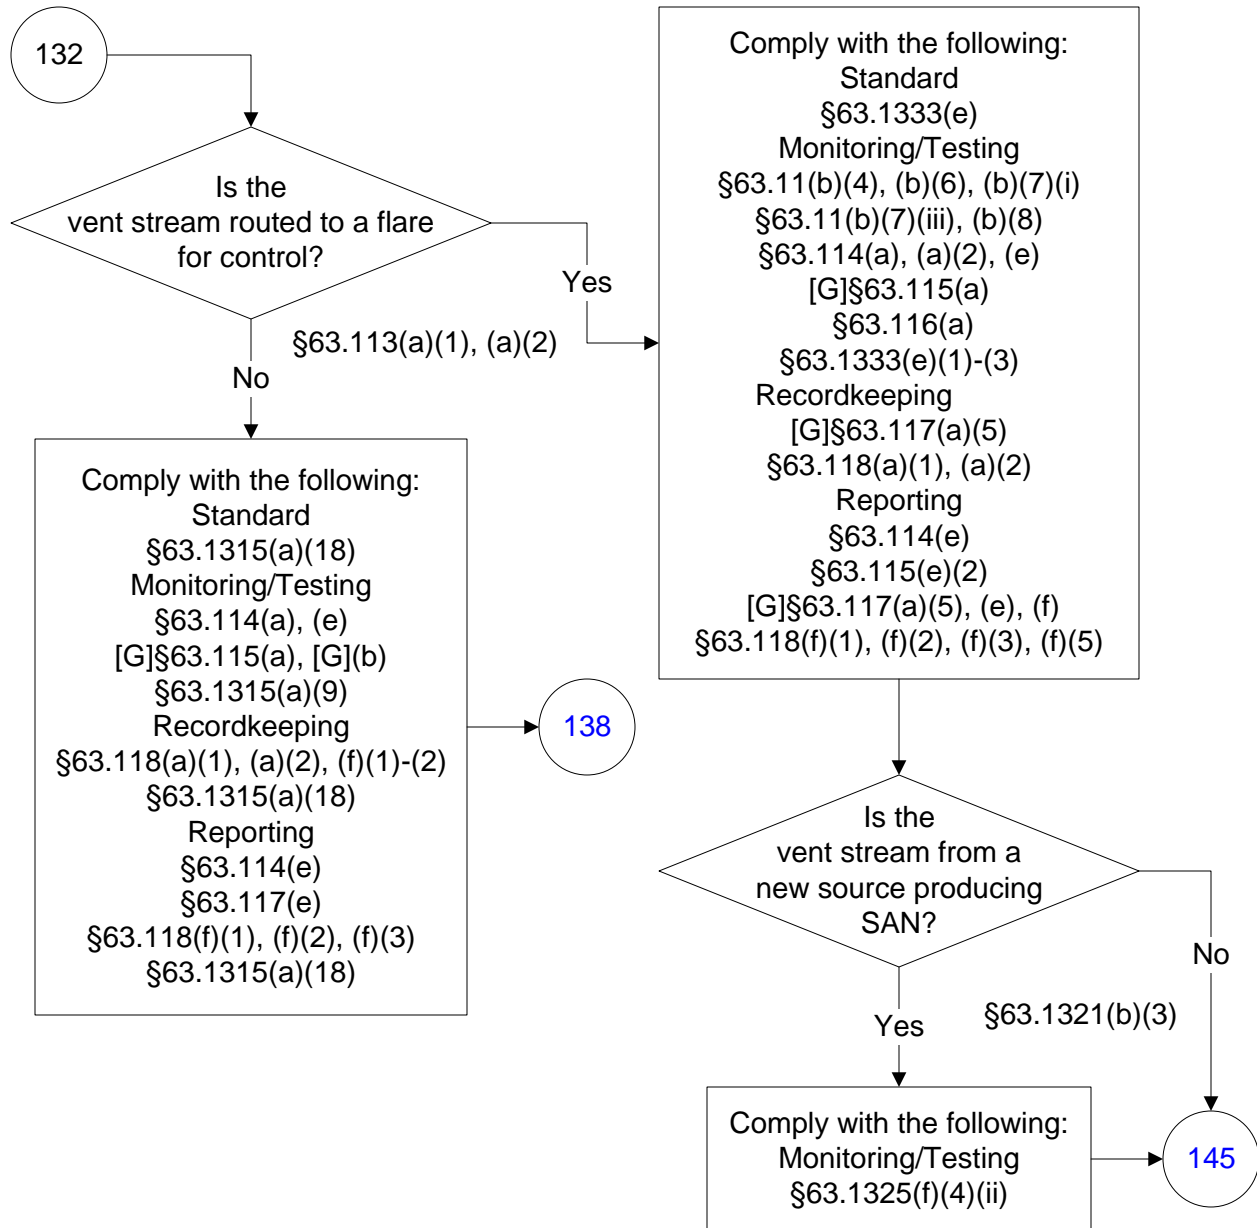 132
Is the
vent stream routed to a flare
for control?
Yes
§63.113(a)(1), (a)(2)
No
Comply with the following:
Standard
§63.1315(a)(18)
Monitoring/Testing
§63.114(a), (e)
[G]§63.115(a), [G](b)
§63.1315(a)(9)
Recordkeeping
§63.118(a)(1), (a)(2), (f)(1)-(2)
§63.1315(a)(18)
Reporting
§63.114(e)
§63.117(e)
§63.118(f)(1), (f)(2), (f)(3)
§63.1315(a)(18)
138
Comply with the following:
Standard
§63.1333(e)
Monitoring/Testing
§63.11(b)(4), (b)(6), (b)(7)(i)
§63.11(b)(7)(iii), (b)(8)
§63.114(a), (a)(2), (e)
[G]§63.115(a)
§63.116(a)
§63.1333(e)(1)-(3)
Recordkeeping
[G]§63.117(a)(5)
§63.118(a)(1), (a)(2)
Reporting
§63.114(e)
§63.115(e)(2)
[G]§63.117(a)(5), (e), (f)
§63.118(f)(1), (f)(2), (f)(3), (f)(5)
Is the
vent stream from a
new source producing
SAN?
No
§63.1321(b)(3)
Yes
Comply with the following:
Monitoring/Testing
§63.1325(f)(4)(ii)
145